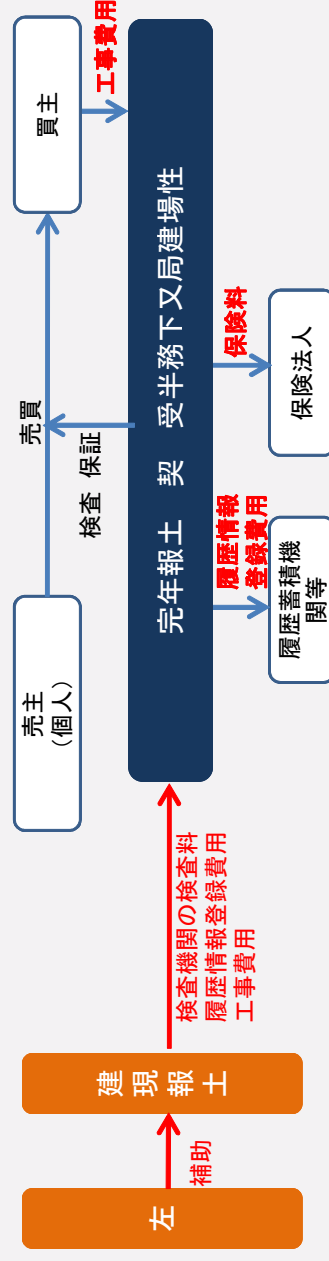 左
補助
建現報土
検査機関の検査料
履歴情報登録費用
工事費用
売主
(個人)
売買
検査 保証
買主
工事費用
完年報土 契 受半務下又局建場性
履歴情報
登録費用
保険料
履歴蓄積機
関等
保険法人